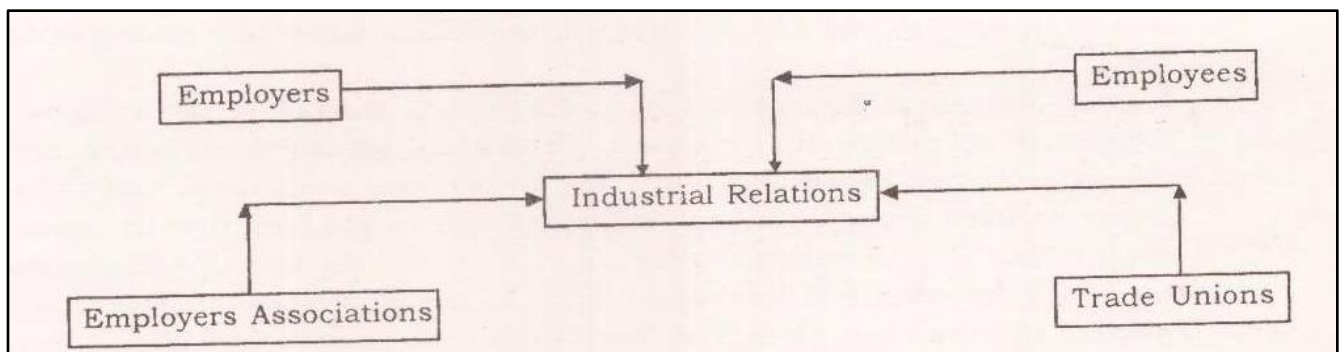 Employers
Employees
Industrial Relations
Employers Associations
Trade Unions